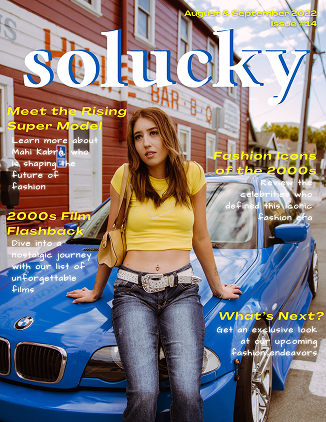 August & September 2022
Issue #14
solucky
BAR-B-Q
Meet the Rising
Super Model
Learn more about
Mahi Kabra, who
is shaping the
future of
fashion
Fashion Icons
of the 2000s
Review the
celebrities who
defined this iconic
fashion era
2000s Film
Flashback
Dive into a
nostalgic journey
with our list of
unforgettable
films
What's Next?
Get an exclusive look
at our upcoming
fashion endeavors